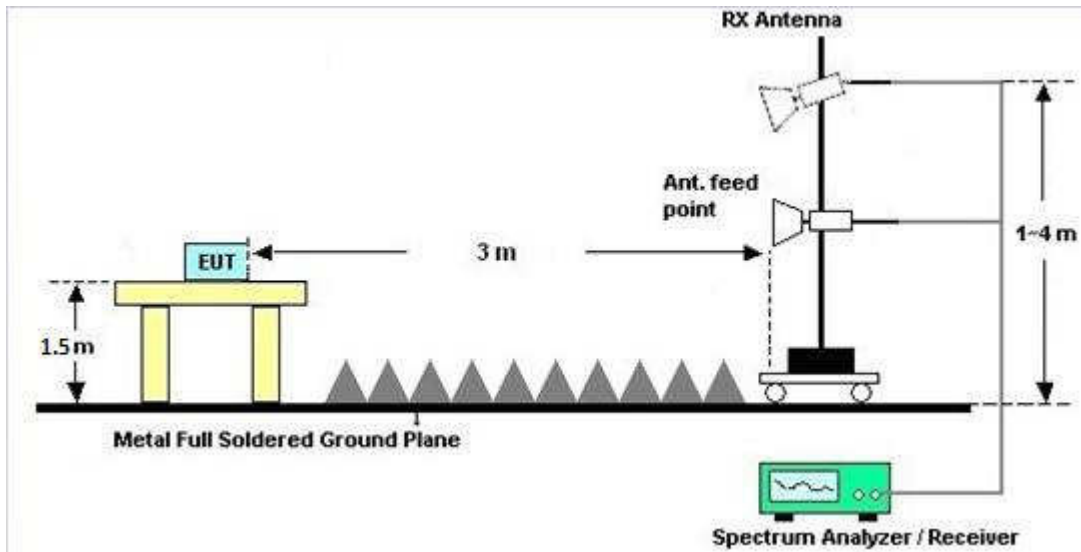 RX Antenna
Ant. feed
point
EUT
3 m
1~4 m
1.5 m
Metal Full Soldered Ground Plane
Spectrum Analyzer / Receiver